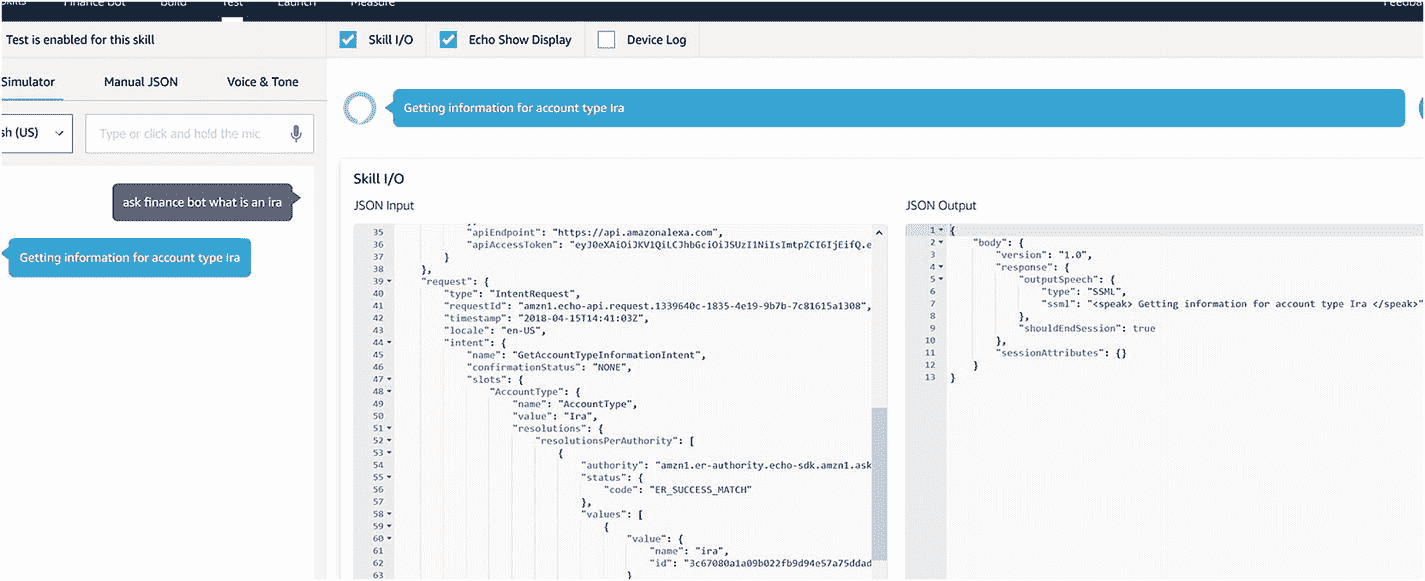 Finance bot Build Test Launch Measure
Test is enabled for this skill
Skill I/O
Echo Show Display
Device Log
Simulator
Manual JSON
Voice & Tone
sh (US)
Type or click and hold the mic
ask finance bot what is an ira
Getting information for account type Ira
Getting information for account type Ira
Skill I/O
JSON Input
35 "apiEndpoint": "https://api.amazonalexa.com",
36 "apiAccessToken": "eyJ0eXAiOiJKV1QiLCJhbGciOiJSUzI1NiIsImtpZCI6IjEifQ.e
37 }
38 },
39 "request": {
40 "type": "IntentRequest",
41 "requestId": "amzn1.echo-api.request.1339640c-1835-4e19-9b7b-7c81615a1308",
42 "timestamp": "2018-04-15T14:41:03Z",
43 "locale": "en-US",
44 "intent": {
45 "name": "GetAccountTypeInformationIntent",
46 "confirmationStatus": "NONE",
47 "slots": {
48 "AccountType": {
49 "name": "AccountType",
50 "value": "Ira",
51 "resolutions": {
52 "resolutionsPerAuthority": [
53 {
54 "authority": "amzn1.er-authority.echo-sdk.amzn1.ask
55 "status": {
56 "code": "ER_SUCCESS_MATCH"
57 },
58 "values": [
59 {
60 "value": {
61 "name": "ira",
62 "id": "3c67080a1a09b022fb9d94e57a75ddad
63 }
JSON Output
1 {
2 "body": {
3 "version": "1.0",
4 "response": {
5 "outputSpeech": {
6 "type": "SSML",
7 "ssml": "<speak> Getting information for account type Ira </speak>"
8 },
9 "shouldEndSession": true
10 },
11 "sessionAttributes": {}
12 }
13 }